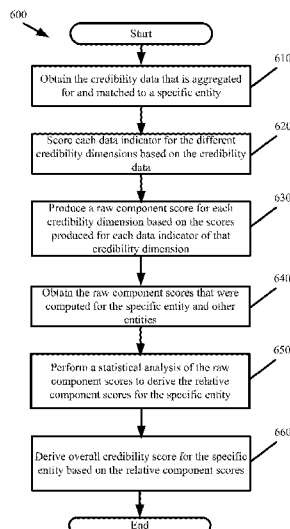 600
Start
610
Obtain the credibility data that is aggregated
for and matched to a specific entity
620
Score each data indicator for the different
credibility dimensions based on the credibility
data
630
Produce a raw component score for each
credibility dimension based on the scores
produced for each data indicator of that
credibility dimension
640
Obtain the raw component scores that were
computed for the specific entity and other
entities
650
Perform a statistical analysis of the raw
component scores to derive the relative
component scores for the specific entity
660
Derive overall credibility score for the specific
entity based on the relative component scores
End